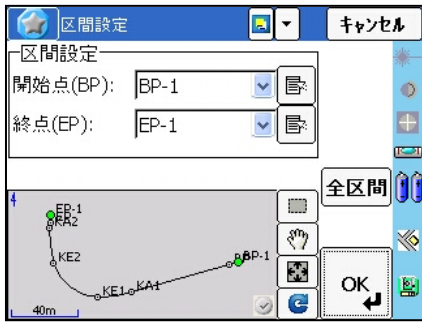 区間設定
キャンセル
区間設定
開始点(BP): BP-1
終点(EP): EP-1
全区間
4
EP-1
KA2
KE2
KE1
KA1
BP-1
40m
OK